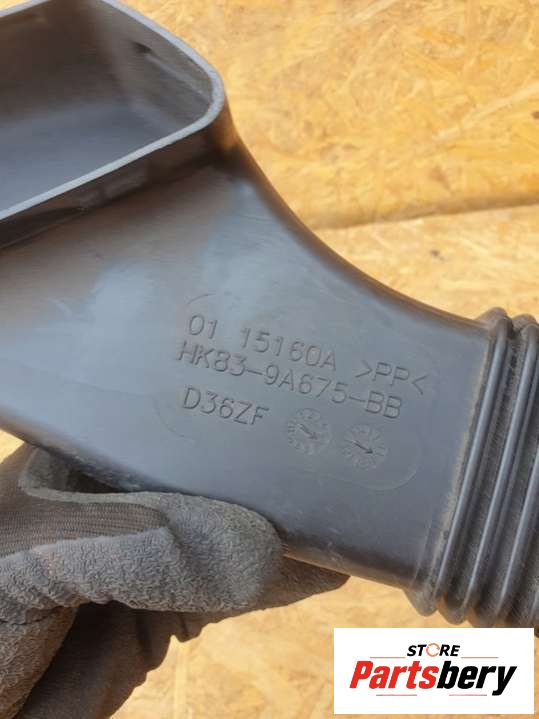 01 15160A >PP<
HK83-9A675-BB
D36ZF
STORE
Partsbery